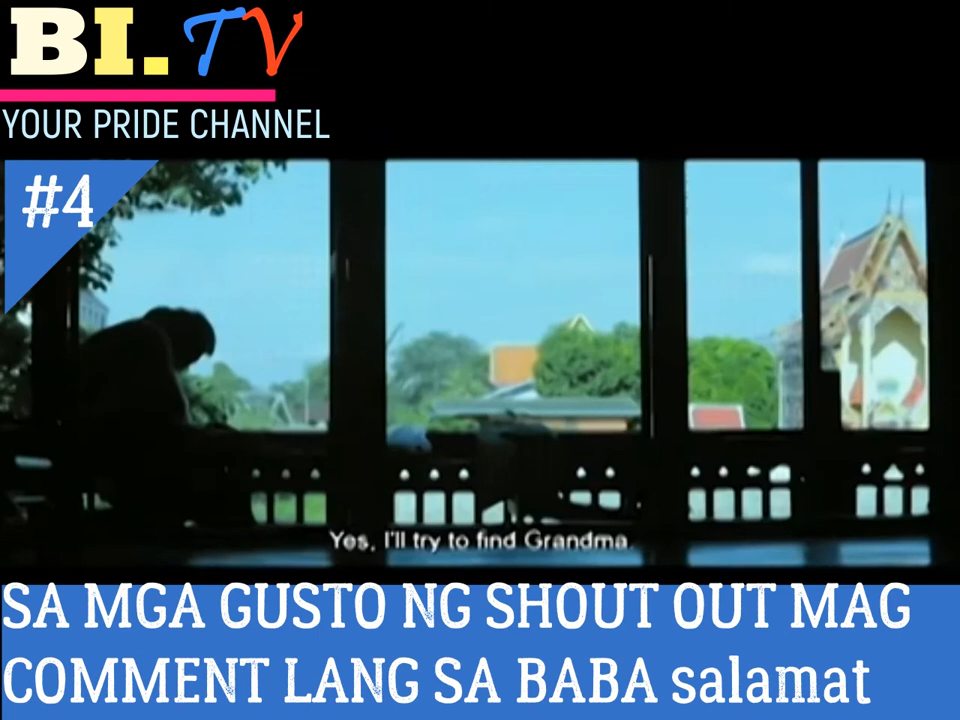 BI.TV
YOUR PRIDE CHANNEL
#4
Yes, I'll try to find Grandma.
SA MGA GUSTO NG SHOUT OUT MAG
COMMENT LANG SA BABA salamat